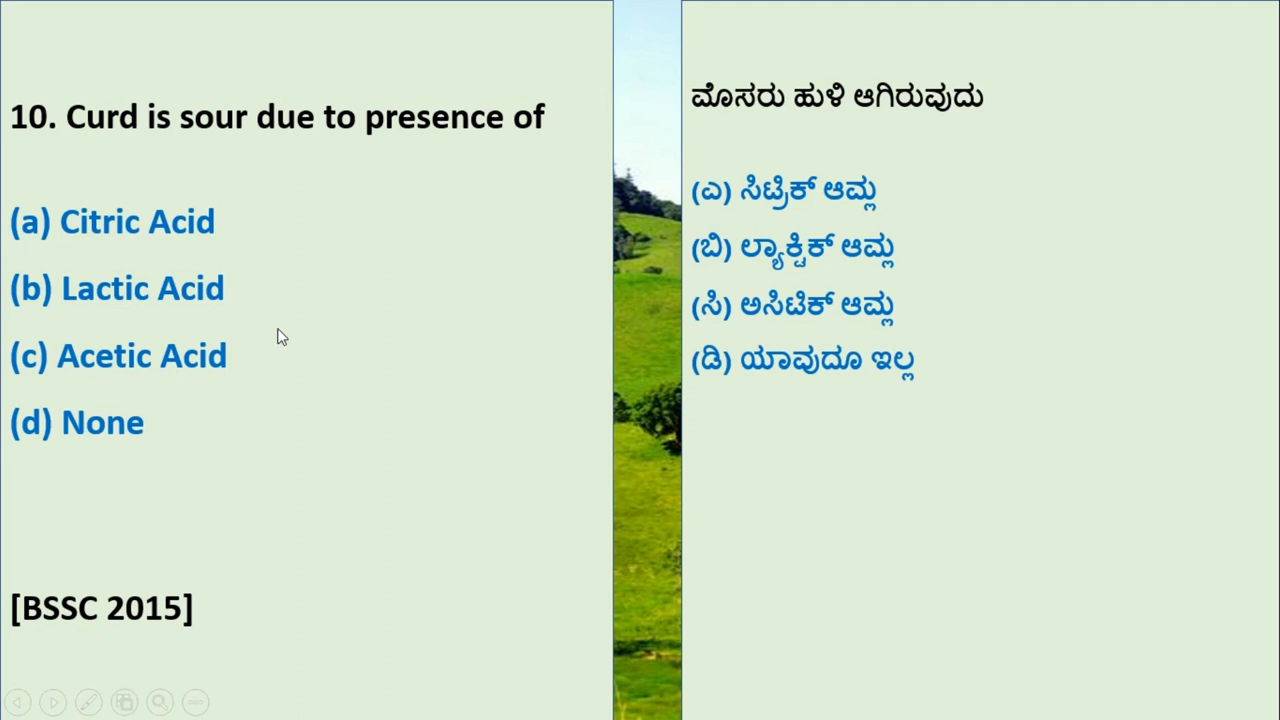 10. Curd is sour due to presence of
(a) Citric Acid
(b) Lactic Acid
(c) Acetic Acid
(d) None
[BSSC 2015]
ಮೊಸರು ಹುಳಿ ಆಗಿರುವುದು
(ಎ) ಸಿಟ್ರಿಕ್ ಆಮ್ಲ
(ಬಿ) ಲ್ಯಾಕ್ಟಿಕ್ ಆಮ್ಲ
(ಸಿ) ಅಸಿಟಿಕ್ ಆಮ್ಲ
(ಡಿ) ಯಾವುದೂ ಇಲ್ಲ